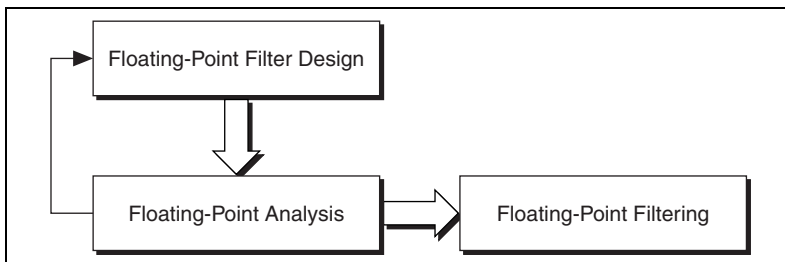 Floating-Point Filter Design
Floating-Point Analysis
Floating-Point Filtering